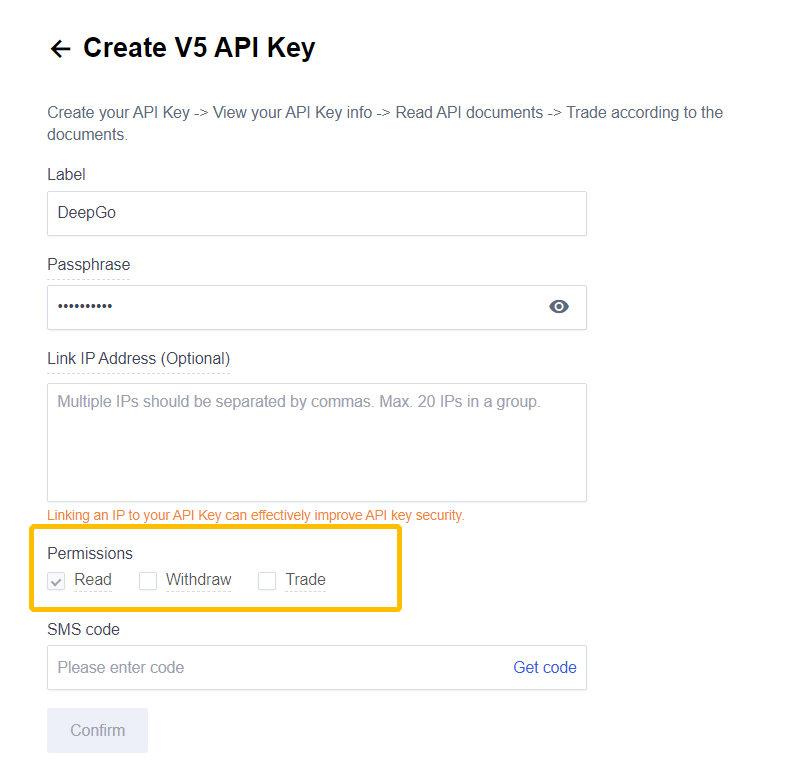 ← Create V5 API Key
Create your API Key -> View your API Key info -> Read API documents -> Trade according to the
documents.
Label
DeepGo
Passphrase
••••••••••
Link IP Address (Optional)
Multiple IPs should be separated by commas. Max. 20 IPs in a group.
Linking an IP to your API Key can effectively improve API key security.
Permissions
Read Withdraw Trade
SMS code
Please enter code Get code
Confirm